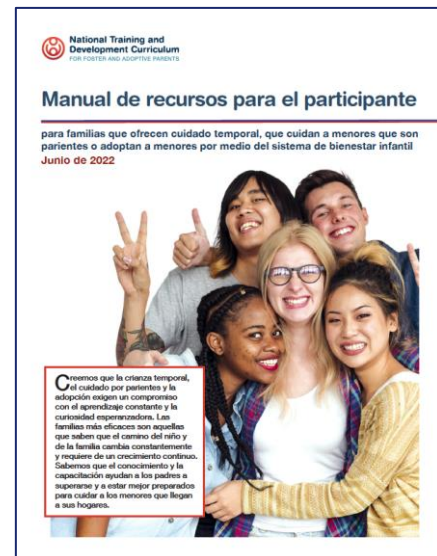 National Training and
Development Curriculum
FOR FOSTER AND ADOPTIVE PARENTS
Manual de recursos para el participante
para familias que ofrecen cuidado temporal, que cuidan a menores que son
parientes o adoptan a menores por medio del sistema de bienestar infantil
Junio de 2022
Creemos que la crianza temporal,
el cuidado por parientes y la
adopción exigen un compromiso
con el aprendizaje constante y la
curiosidad esperanzadora. Las
familias más eficaces son aquellas
que saben que el camino del niño y
de la familia cambia constantemente
y requiere de un crecimiento continuo.
Sabemos que el conocimiento y la
capacitación ayudan a los padres a
superarse y a estar mejor preparados
para cuidar a los menores que llegan
a sus hogares.